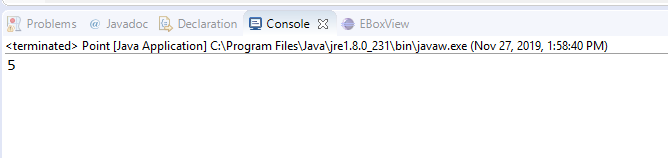 Problems @ Javadoc Declaration Console EBoxView
<terminated> Point [Java Application] C:\Program Files\Java\jre1.8.0_231\bin\javaw.exe (Nov 27, 2019, 1:58:40 PM)
5